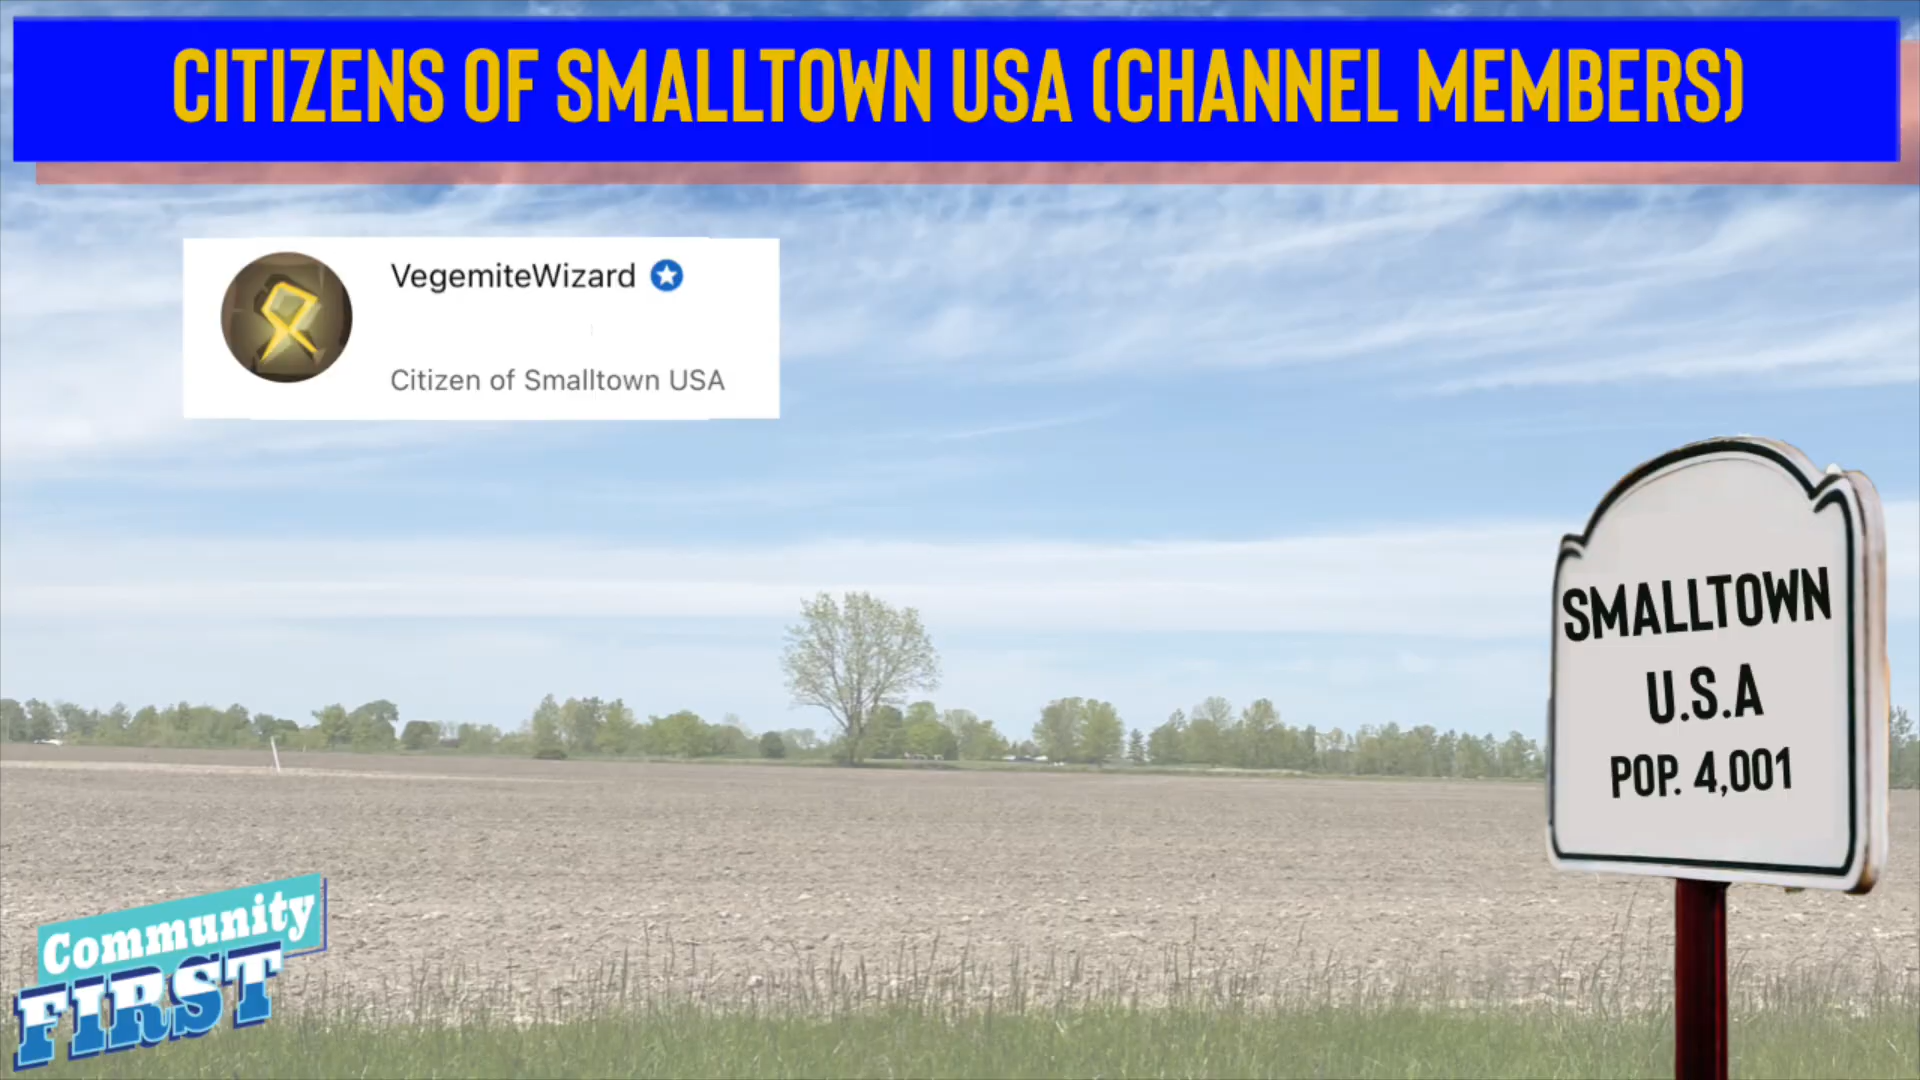 CITIZENS OF SMALLTOWN USA (CHANNEL MEMBERS)
VegemiteWizard
Citizen of Smalltown USA
SMALLTOWN
U.S.A
POP. 4,001
Community
FIRST